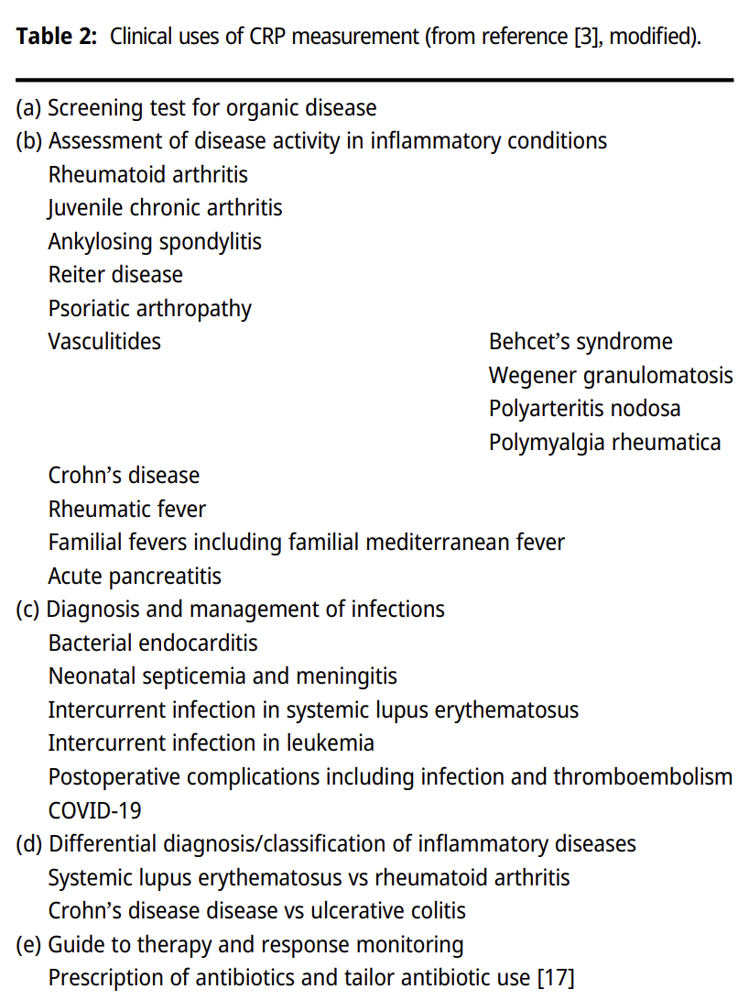 Table 2: Clinical uses of CRP measurement (from reference [3], modified).
(a) Screening test for organic disease
(b) Assessment of disease activity in inflammatory conditions
Rheumatoid arthritis
Juvenile chronic arthritis
Ankylosing spondylitis
Reiter disease
Psoriatic arthropathy
Vasculitides Behcet’s syndrome
Wegener granulomatosis
Polyarteritis nodosa
Polymyalgia rheumatica
Crohn’s disease
Rheumatic fever
Familial fevers including familial mediterranean fever
Acute pancreatitis
(c) Diagnosis and management of infections
Bacterial endocarditis
Neonatal septicemia and meningitis
Intercurrent infection in systemic lupus erythematosus
Intercurrent infection in leukemia
Postoperative complications including infection and thromboembolism
COVID-19
(d) Differential diagnosis/classification of inflammatory diseases
Systemic lupus erythematosus vs rheumatoid arthritis
Crohn’s disease disease vs ulcerative colitis
(e) Guide to therapy and response monitoring
Prescription of antibiotics and tailor antibiotic use [17]